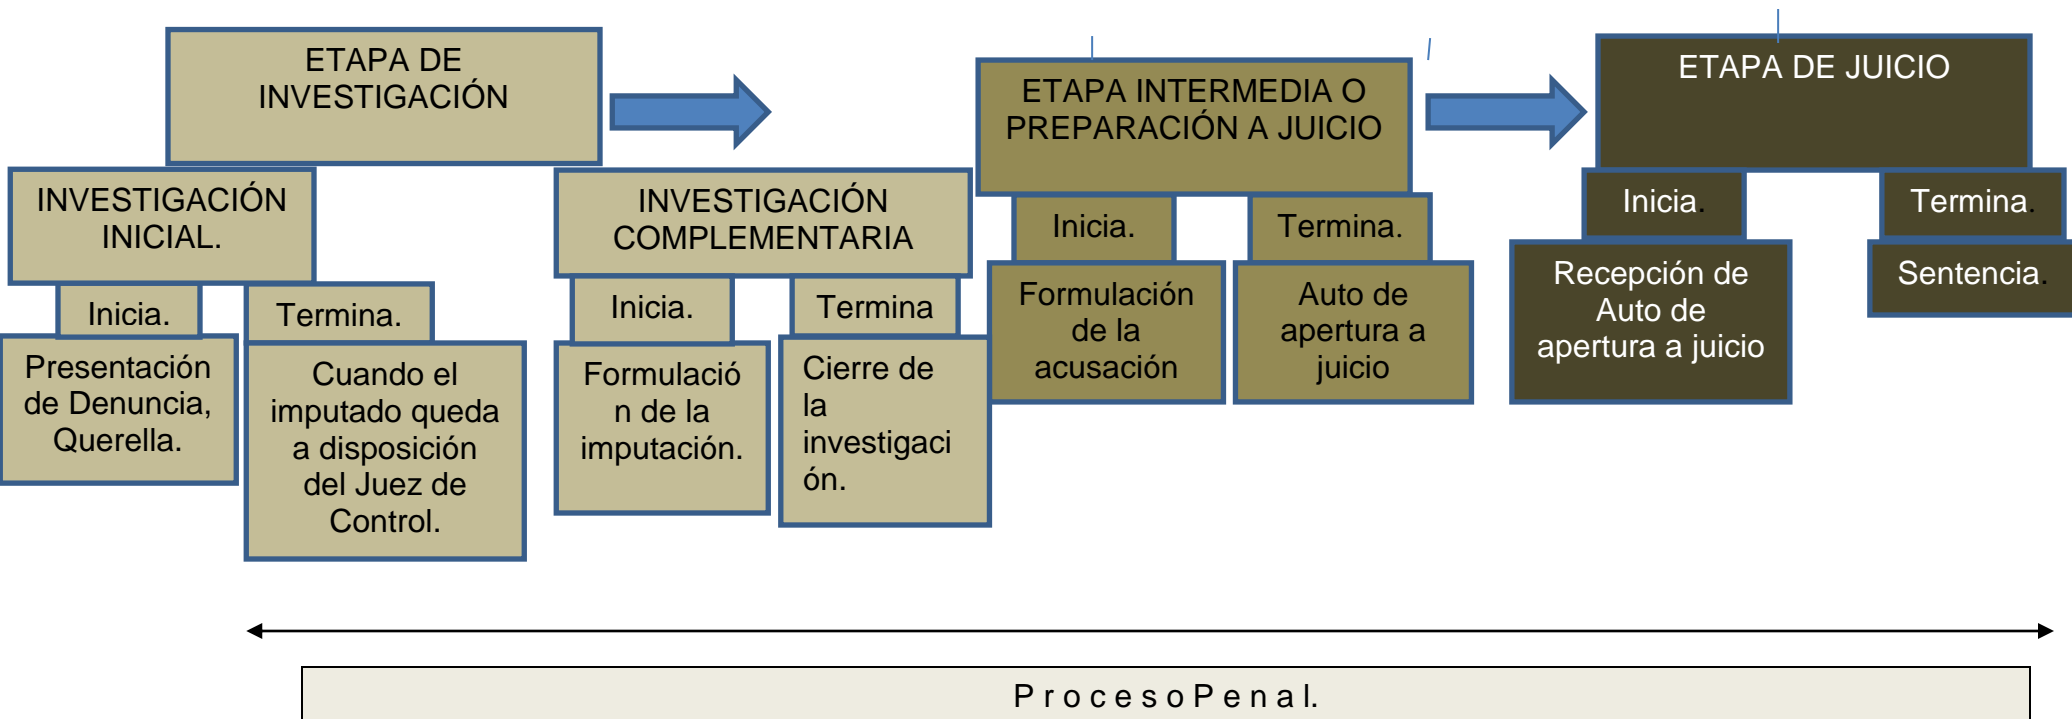 ETAPA DE
INVESTIGACIÓN
INVESTIGACIÓN
INICIAL.
Inicia.
Presentación
de Denuncia,
Querella.
Termina.
Cuando el
imputado queda
a disposición
del Juez de
Control.
INVESTIGACIÓN
COMPLEMENTARIA
Inicia.
Formulació
n de la
imputación.
Termina
Cierre de
la
investigaci
ón.
ETAPA INTERMEDIA O
PREPARACIÓN A JUICIO
Inicia.
Formulación
de la
acusación
Termina.
Auto de
apertura a
juicio
ETAPA DE JUICIO
Inicia.
Recepción de
Auto de
apertura a juicio
Termina.
Sentencia.
P r o c e s o P e n a l.